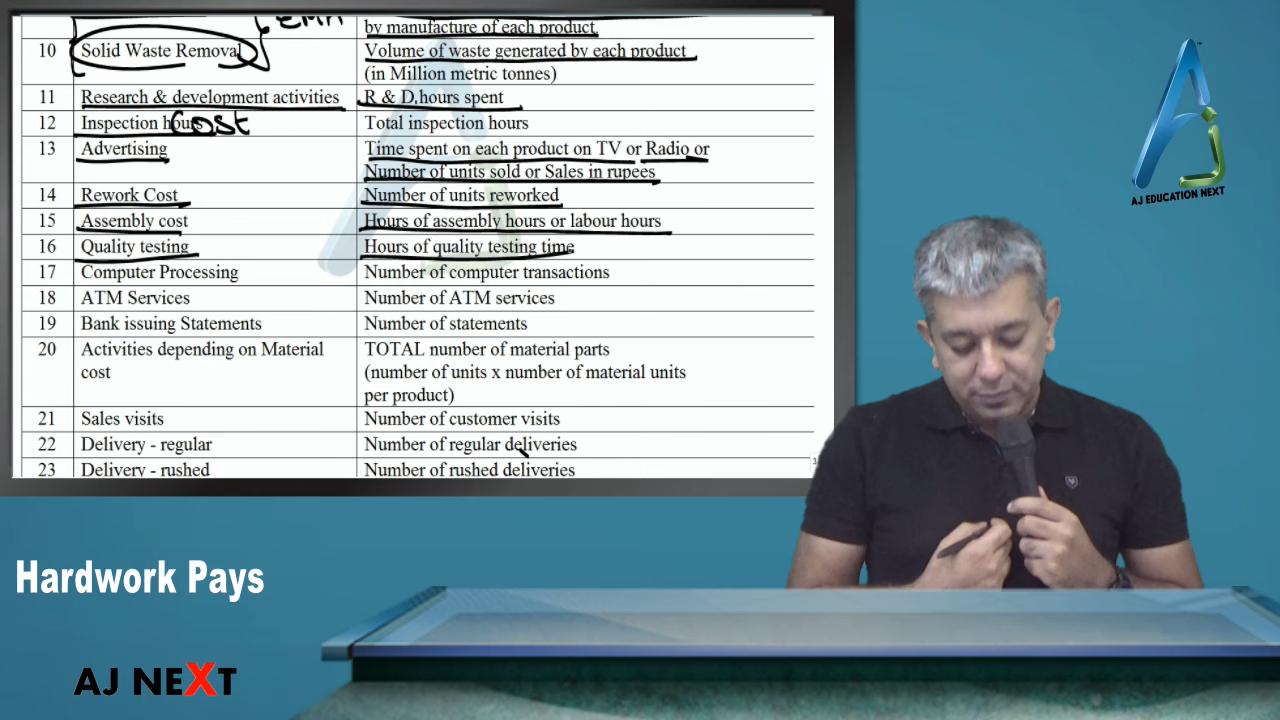 EMA
by manufacture of each product.
10 Solid Waste Removal Volume of waste generated by each product
(in Million metric tonnes)
11 Research & development activities R & D hours spent
12 Inspection hours Cost Total inspection hours
13 Advertising Time spent on each product on TV or Radio or
Number of units sold or Sales in rupees
14 Rework Cost Number of units reworked
15 Assembly cost Hours of assembly hours or labour hours
16 Quality testing Hours of quality testing time
17 Computer Processing Number of computer transactions
18 ATM Services Number of ATM services
19 Bank issuing Statements Number of statements
20 Activities depending on Material TOTAL number of material parts
cost (number of units x number of material units
per product)
21 Sales visits Number of customer visits
22 Delivery - regular Number of regular deliveries
23 Delivery - rushed Number of rushed deliveries
AJ EDUCATION NEXT
Hardwork Pays
AJ NEXT